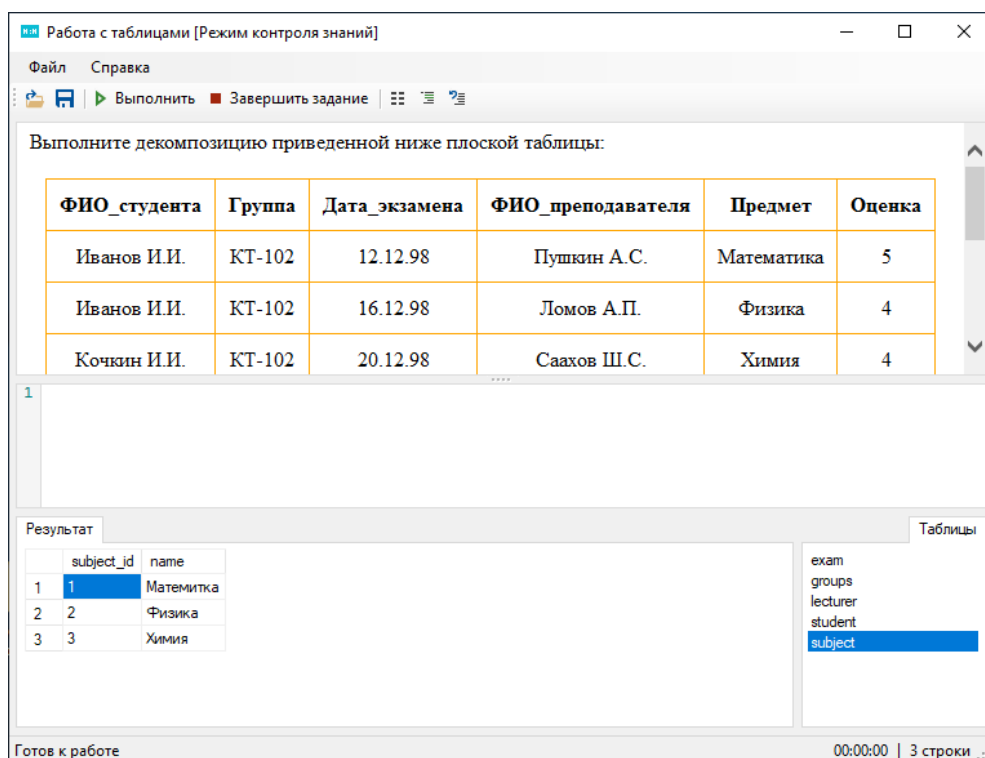 Работа с таблицами [Режим контроля знаний]
Файл Справка
Выполнить Завершить задание
Выполните декомпозицию приведенной ниже плоской таблицы:
ФИО_студента Группа Дата_экзамена ФИО_преподавателя Предмет Оценка
Иванов И.И. КТ-102 12.12.98 Пушкин А.С. Математика 5
Иванов И.И. КТ-102 16.12.98 Ломов А.П. Физика 4
Кочкин И.И. КТ-102 20.12.98 Саахов Ш.С. Химия 4
1
Результат Таблицы
subject_id name
1 1 Матемитка
2 2 Физика
3 3 Химия
exam
groups
lecturer
student
subject
Готов к работе 00:00:00 | 3 строки